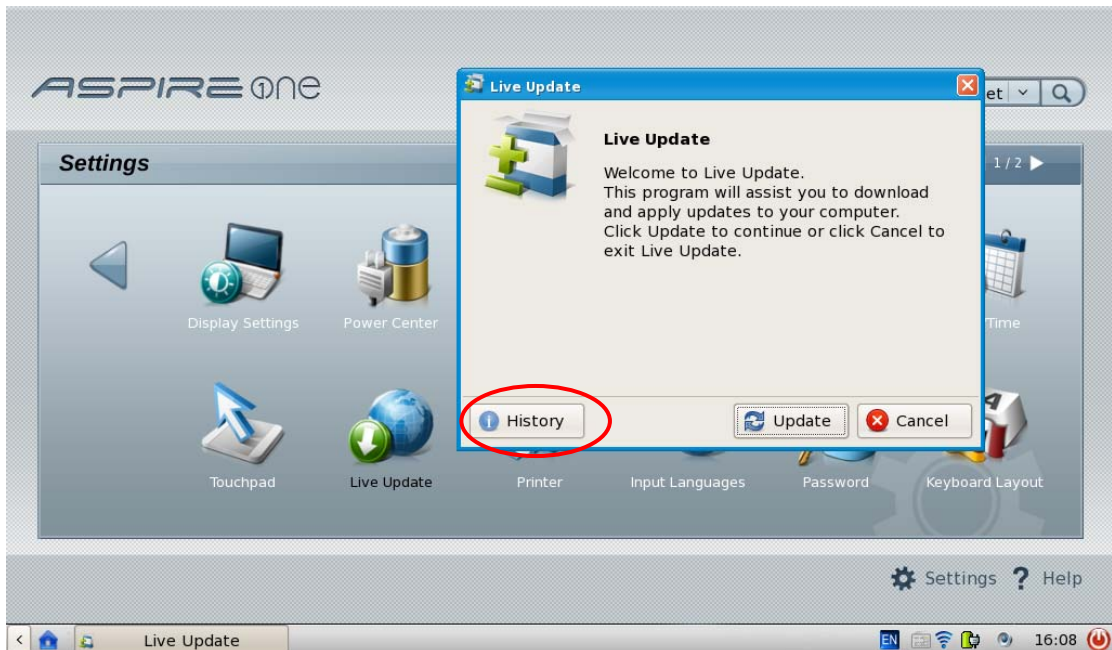 ASPIRE one
Live Update
et
Settings
1/2
Live Update
Welcome to Live Update.
This program will assist you to download
and apply updates to your computer.
Click Update to continue or click Cancel to
exit Live Update.
Display Settings
Power Center
Time
History
Update
Cancel
Touchpad
Live Update
Printer
Input Languages
Password
Keyboard Layout
Settings ? Help
< Live Update
EN 16:08